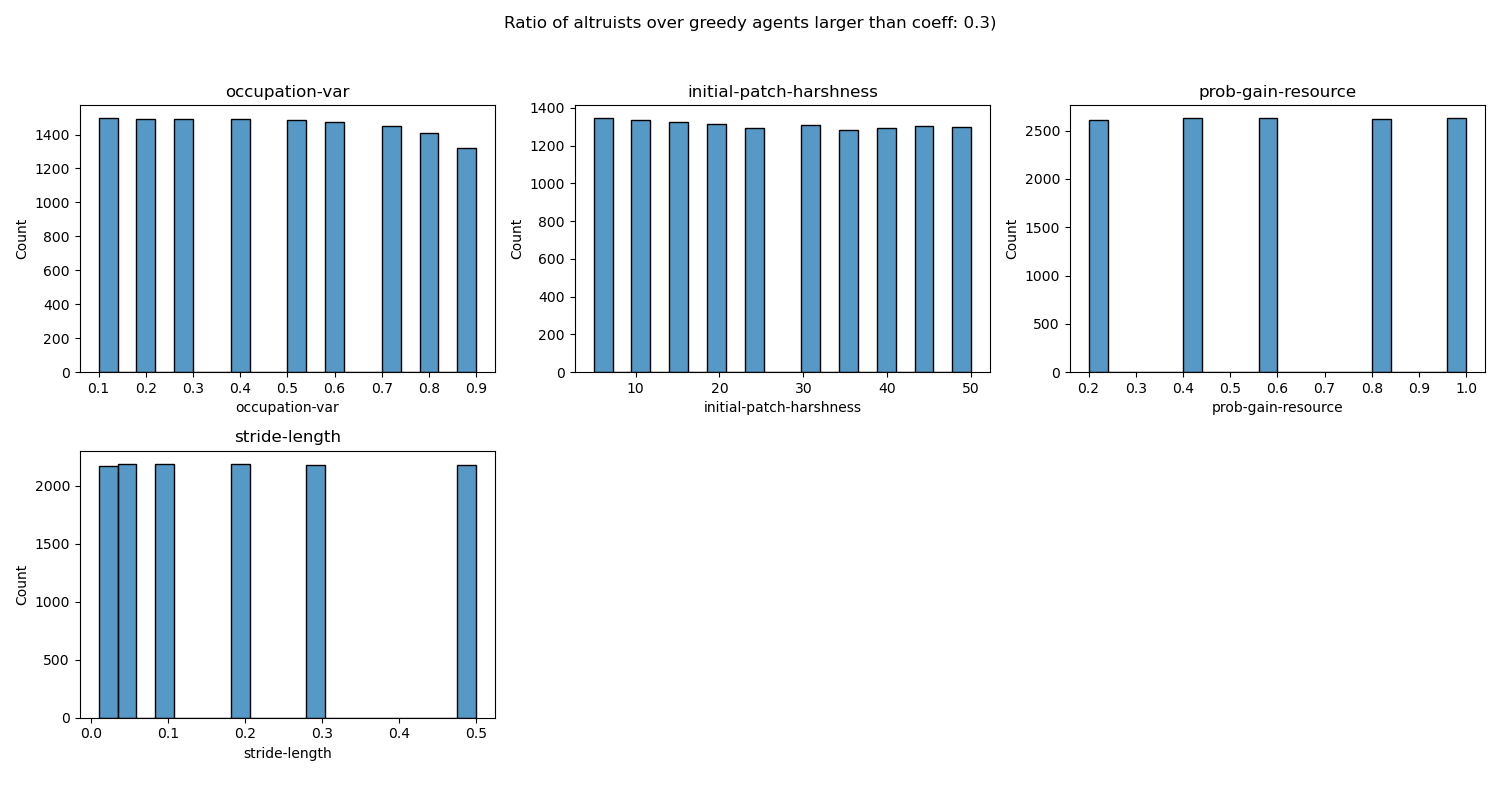 Ratio of altruists over greedy agents larger than coeff: 0.3)
occupation-var
Count
1400
1200
1000
800
600
400
200
0
0.1 0.2 0.3 0.4 0.5 0.6 0.7 0.8 0.9
occupation-var
initial-patch-harshness
Count
1400
1200
1000
800
600
400
200
0
10 20 30 40 50
initial-patch-harshness
prob-gain-resource
Count
2500
2000
1500
1000
500
0
0.2 0.3 0.4 0.5 0.6 0.7 0.8 0.9 1.0
prob-gain-resource
stride-length
Count
2000
1500
1000
500
0
0.0 0.1 0.2 0.3 0.4 0.5
stride-length